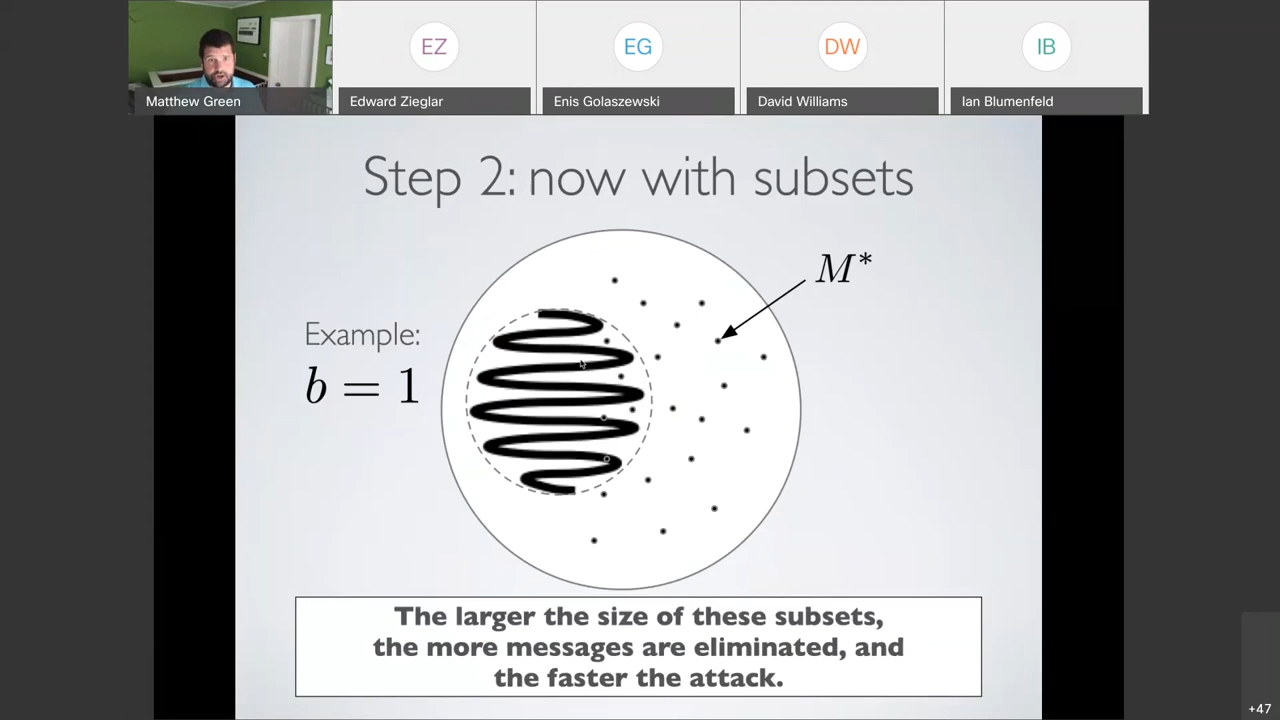 EZ
EG
DW
IB
Matthew Green
Edward Zieglar
Enis Golaszewski
David Williams
Ian Blumenfeld
Step 2: now with subsets
M*
Example:
b = 1
The larger the size of these subsets,
the more messages are eliminated, and
the faster the attack.
+47